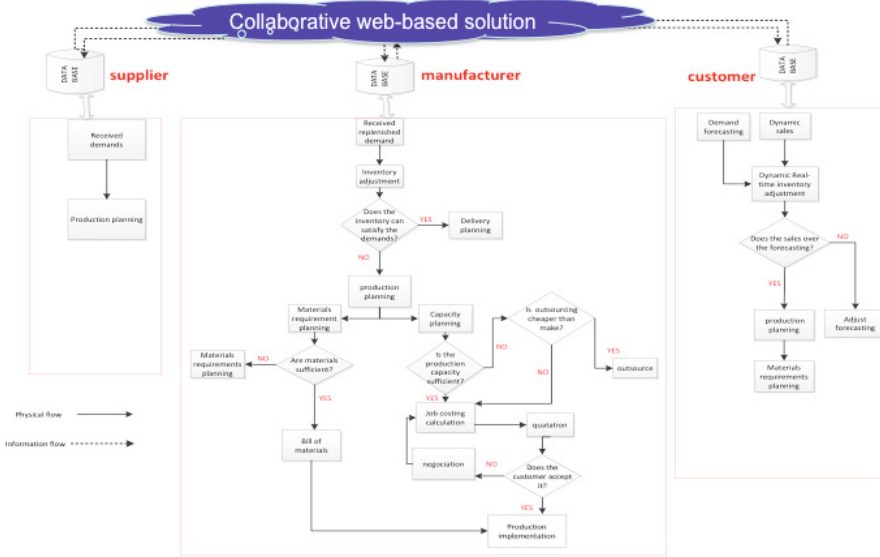 Collaborative web-based solution
DATA
BASE
supplier
DATA
BASE
manufacturer
customer
DATA
BASE
Received
demands
Production planning
Received
replenished
demand
Inventory
adjustment
Does the
inventory can
satisfy the
demands?
YES
Delivery
planning
NO
production
planning
Materials
requirement
planning
Capacity
planning
Is outsourcing
cheaper than
make?
Materials
requirements
planning
NO
Are materials
sufficient?
Is the
production
capacity
sufficient?
NO
YES
outsource
NO
YES
YES
Job costing
calculation
quatation
Bill of
materials
negociation
NO
Does the
customer accept
it?
YES
Production
implementation
Demand
forecasting
Dynamic
sales
Dynamic Real-
time inventory
adjustment
Does the sales over
the forecasting?
NO
YES
production
planning
Adjust
forecasting
Materials
requirements
planning
Physical flow
Information flow